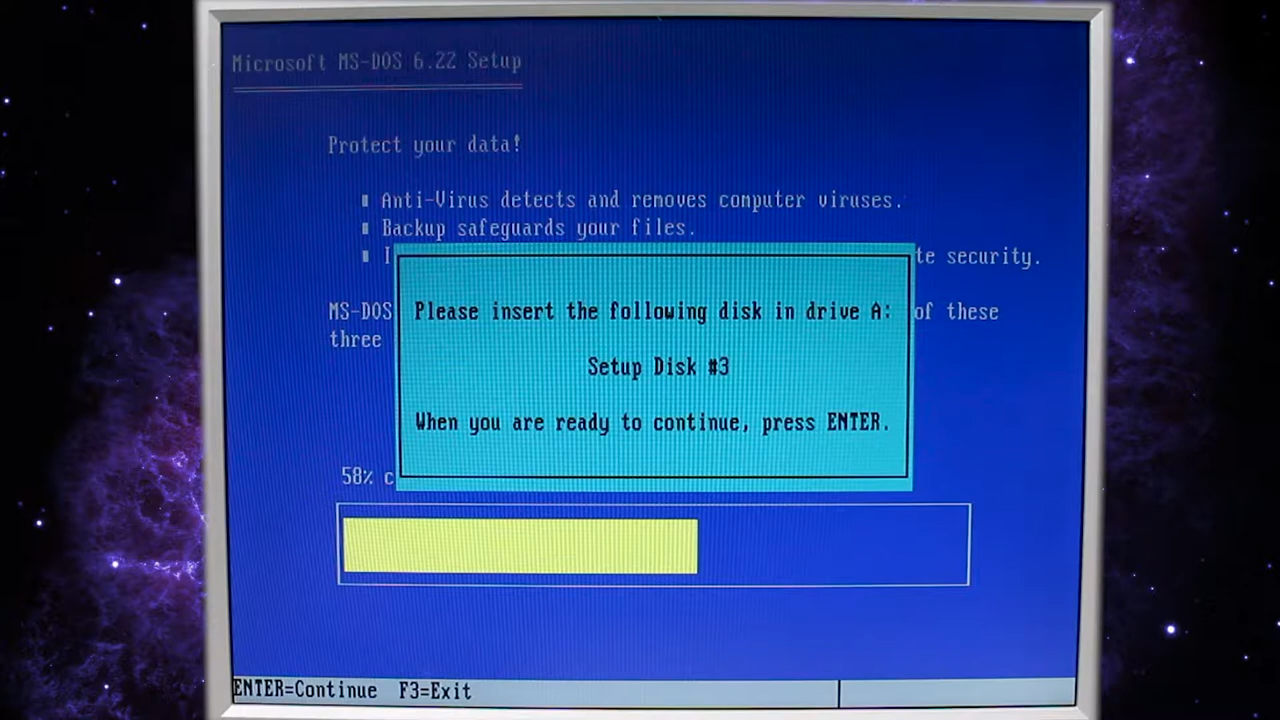 Microsoft MS-DOS 6.22 Setup
Protect your data!
Anti-Virus detects and removes computer viruses.
Backup safeguards your files.
te security.
MS-DOS of these
three
Please insert the following disk in drive A:
Setup Disk #3
When you are ready to continue, press ENTER.
58% c
ENTER=Continue F3=Exit